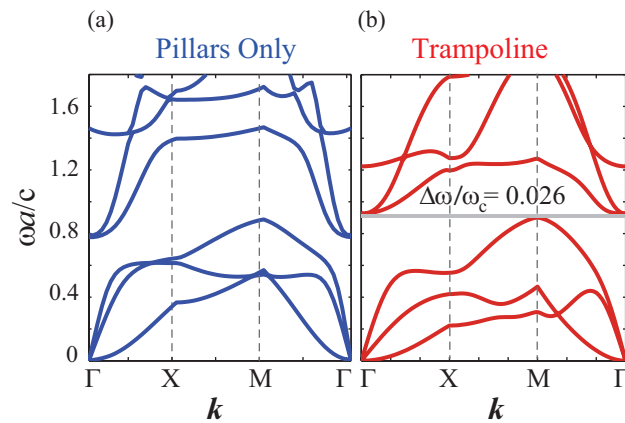 (a)
(b)
Pillars Only
Trampoline
ωa/c
1.6
1.2
0.8
0.4
0
Δω/ω_c= 0.026
Γ X M Γ
Γ X M Γ
k
k